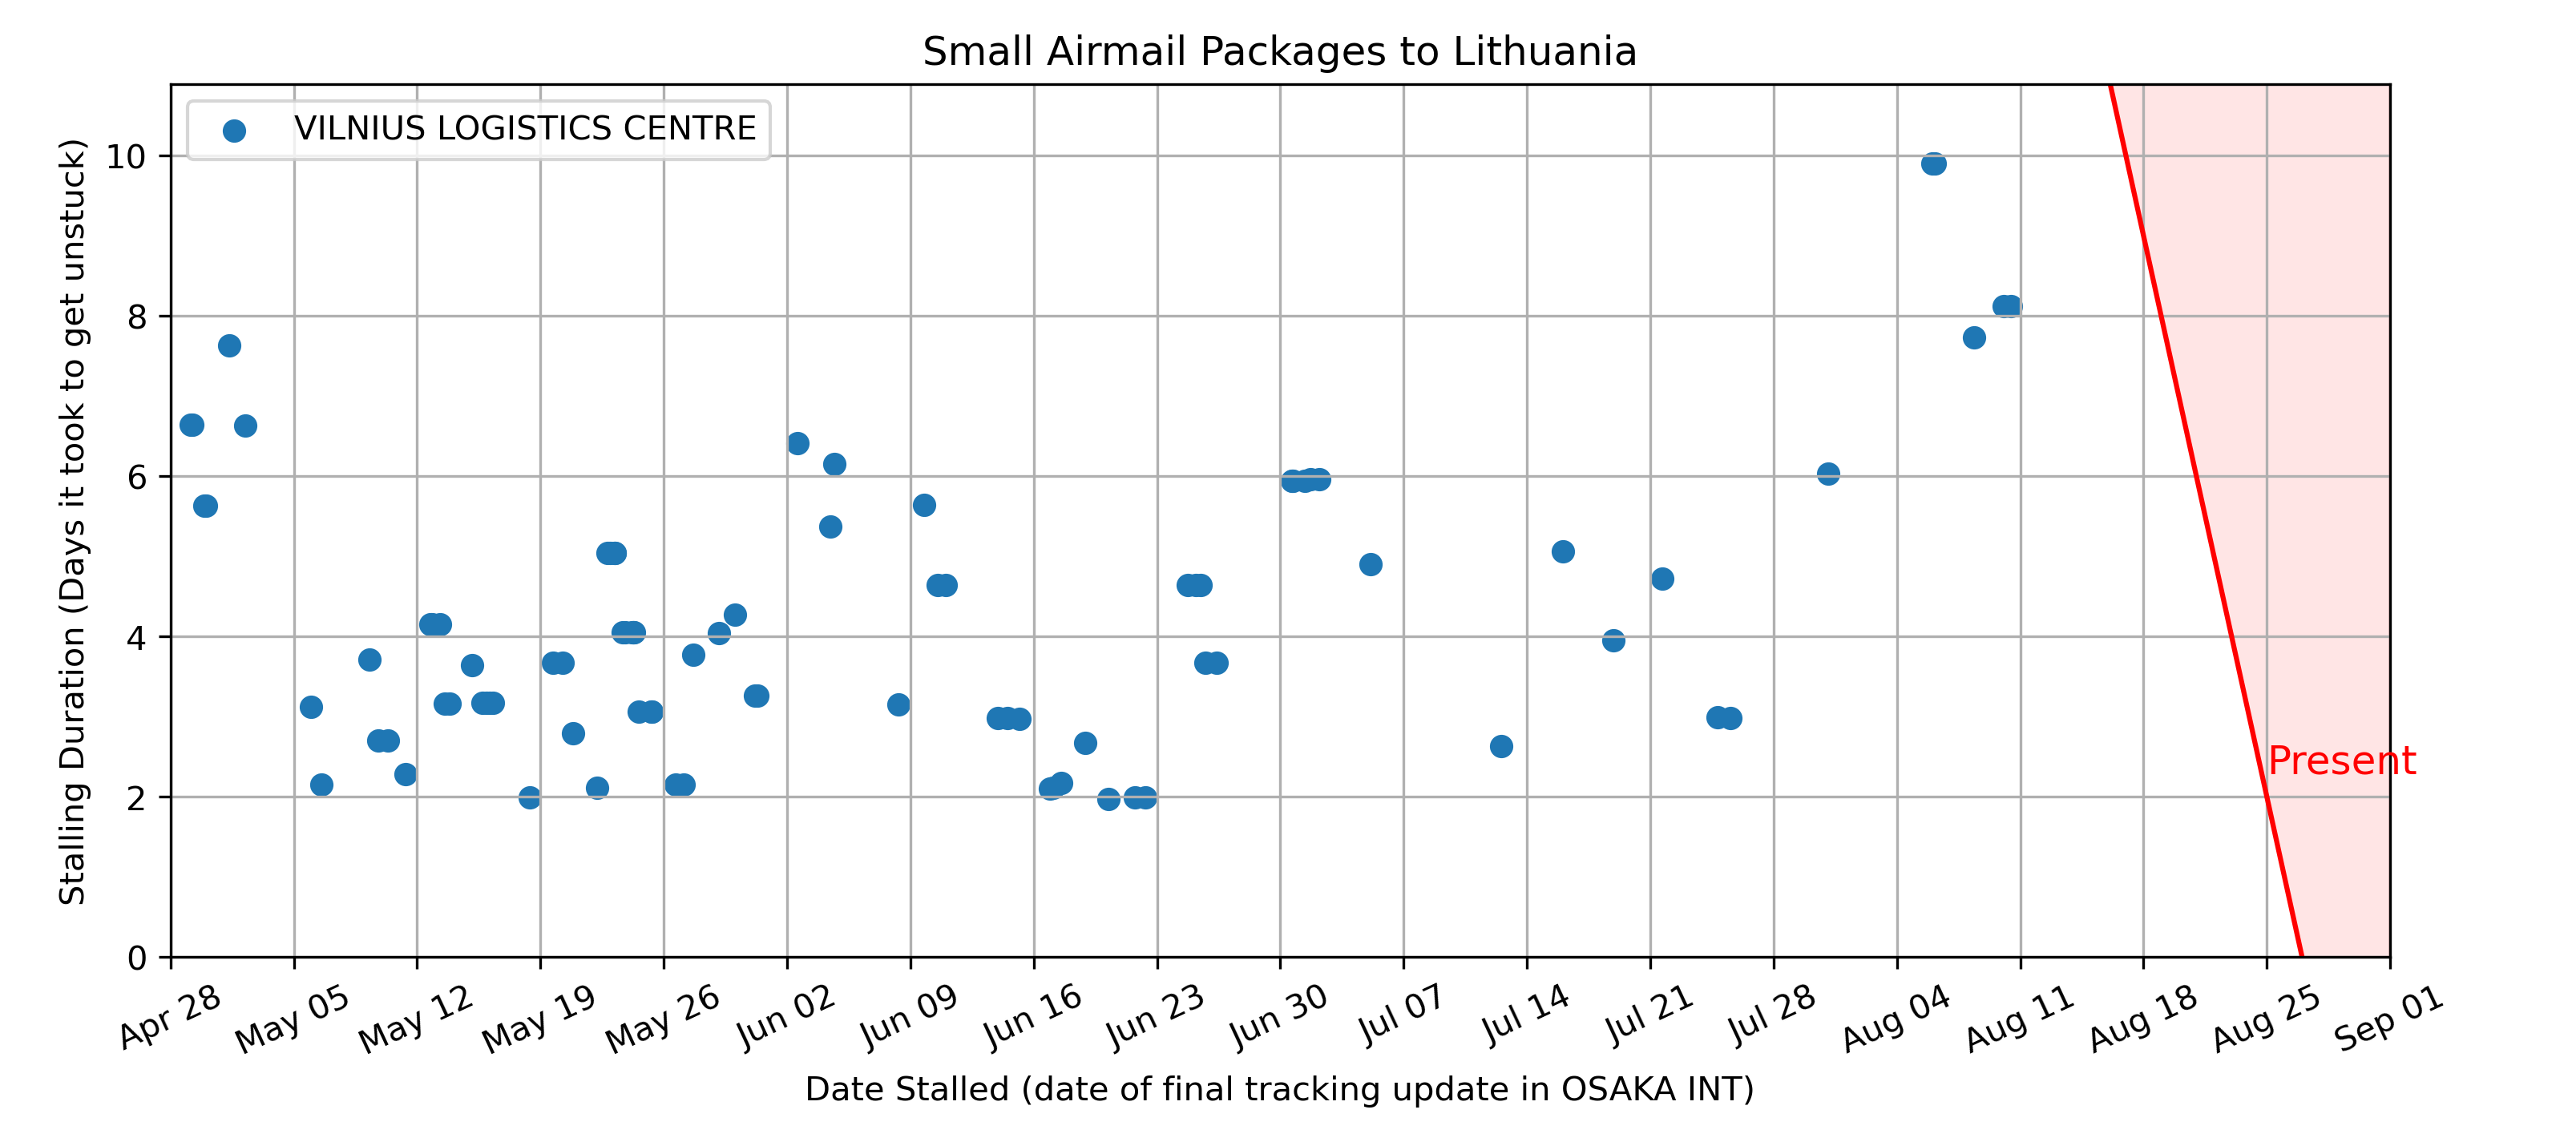 Small Airmail Packages to Lithuania
VILNIUS LOGISTICS CENTRE
Stalling Duration (Days it took to get unstuck)
10
8
6
4
2
0
Present
Apr 28
May 05
May 12
May 19
May 26
Jun 02
Jun 09
Jun 16
Jun 23
Jun 30
Jul 07
Jul 14
Jul 21
Jul 28
Aug 04
Aug 11
Aug 18
Aug 25
Sep 01
Date Stalled (date of final tracking update in OSAKA INT)